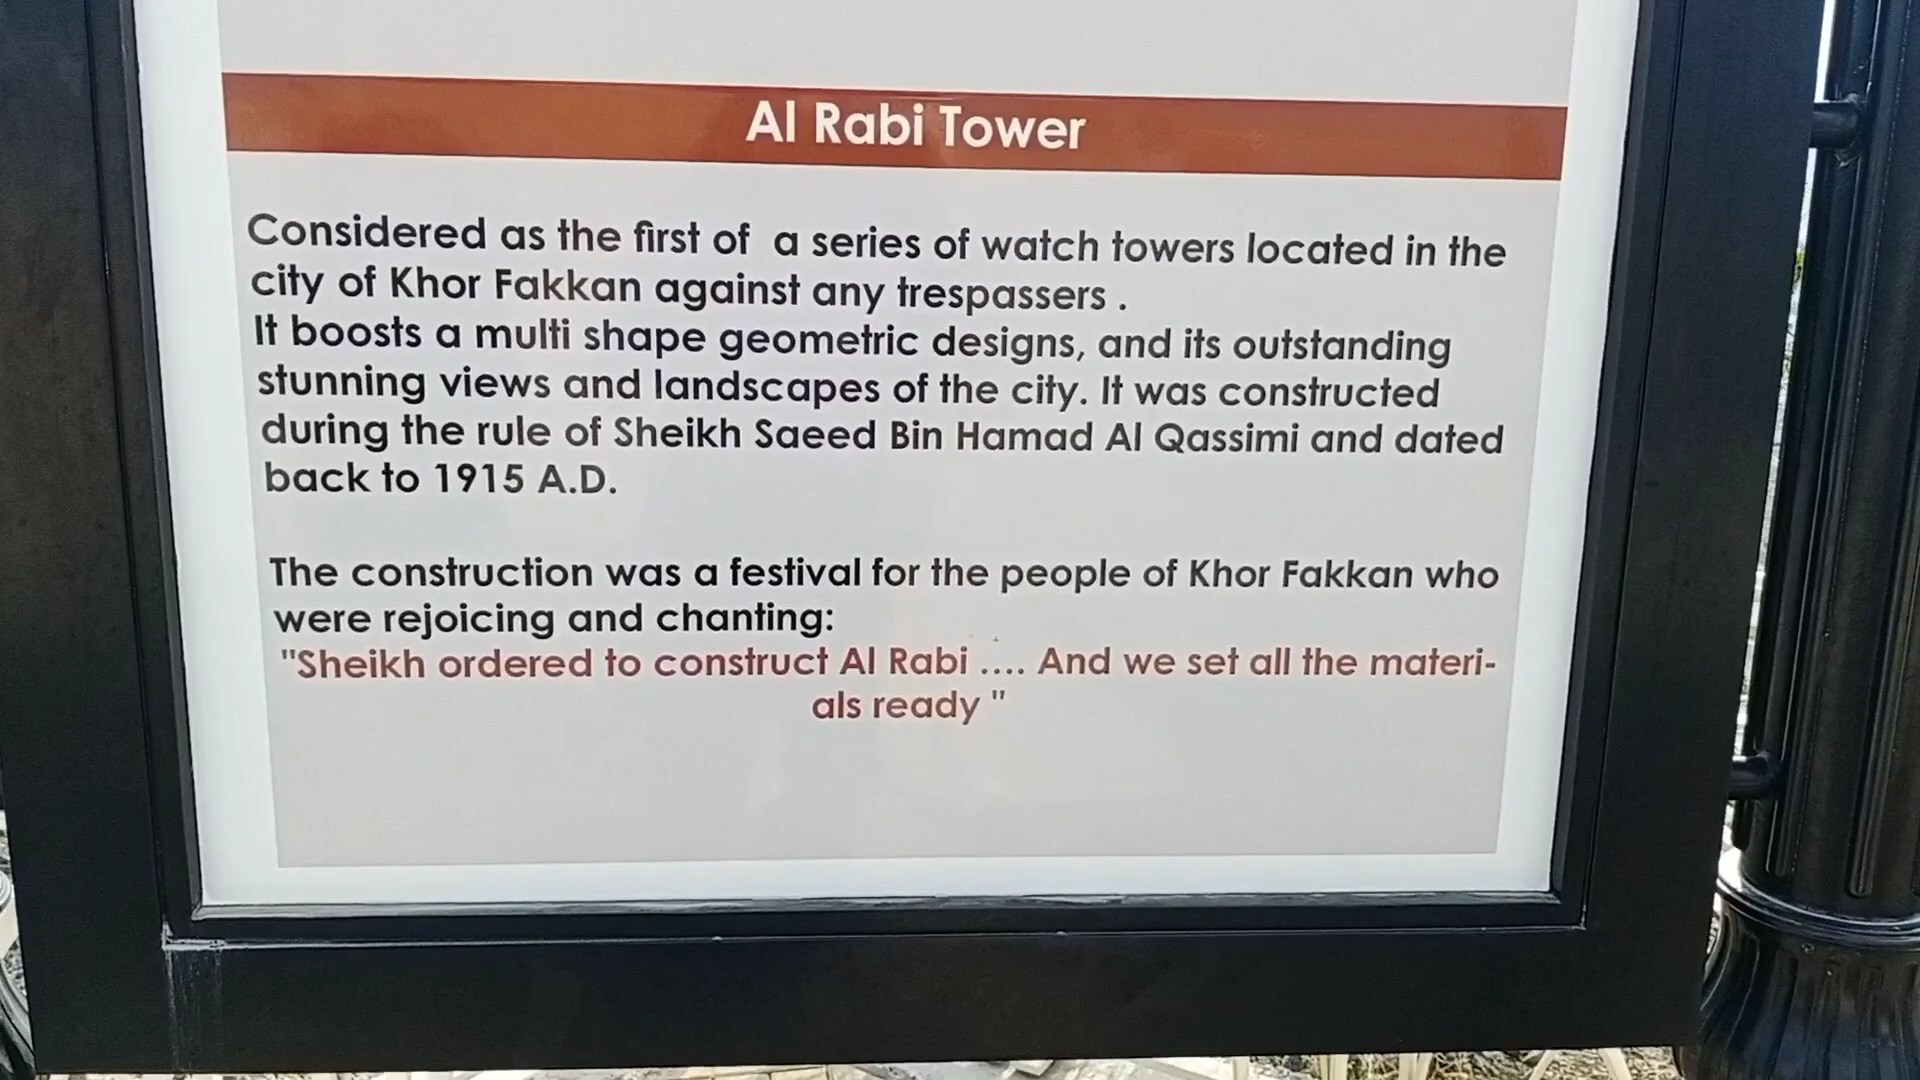 Al Rabi Tower
Considered as the first of a series of watch towers located in the
city of Khor Fakkan against any trespassers .
It boosts a multi shape geometric designs, and its outstanding
stunning views and landscapes of the city. It was constructed
during the rule of Sheikh Saeed Bin Hamad Al Qassimi and dated
back to 1915 A.D.
The construction was a festival for the people of Khor Fakkan who
were rejoicing and chanting:
"Sheikh ordered to construct Al Rabi .... And we set all the materi-
als ready "